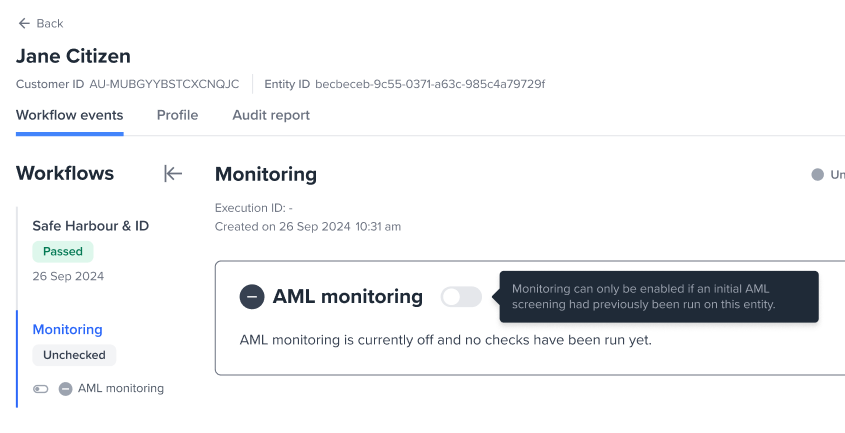 Back
Jane Citizen
Customer ID AU-MUBGYYBSTCXCNQJC Entity ID becbeceb-9c55-0371-a63c-985c4a79729f
Workflow events Profile Audit report
Workflows
Safe Harbour & ID
Passed
26 Sep 2024
Monitoring
Unchecked
AML monitoring
Monitoring
Un
Execution ID: -
Created on 26 Sep 2024 10:31 am
AML monitoring
Monitoring can only be enabled if an initial AML
screening had previously been run on this entity.
AML monitoring is currently off and no checks have been run yet.